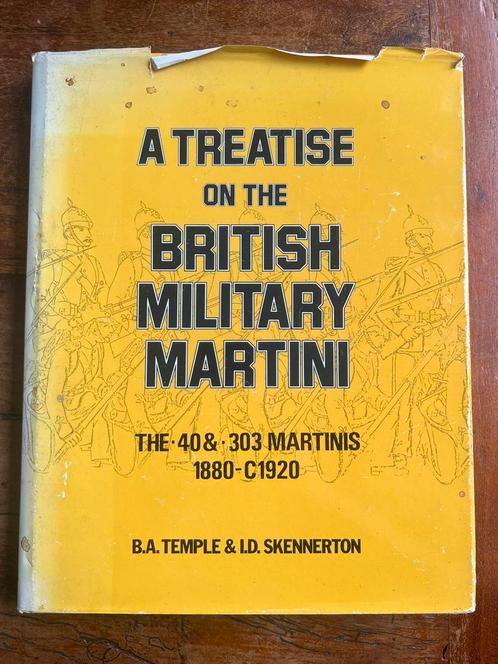 A TREATISE
ON THE
BRITISH
MILITARY
MARTINI
THE ·40 & ·303 MARTINIS
1880-C1920
B.A. TEMPLE & I.D. SKENNERTON